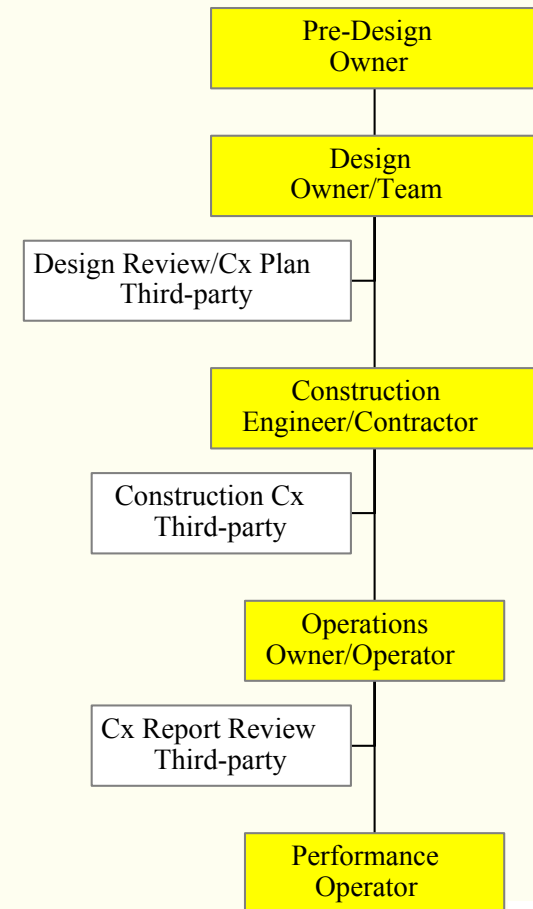 Pre-Design
Owner
Design
Owner/Team
Design Review/Cx Plan
Third-party
Construction
Engineer/Contractor
Construction Cx
Third-party
Operations
Owner/Operator
Cx Report Review
Third-party
Performance
Operator